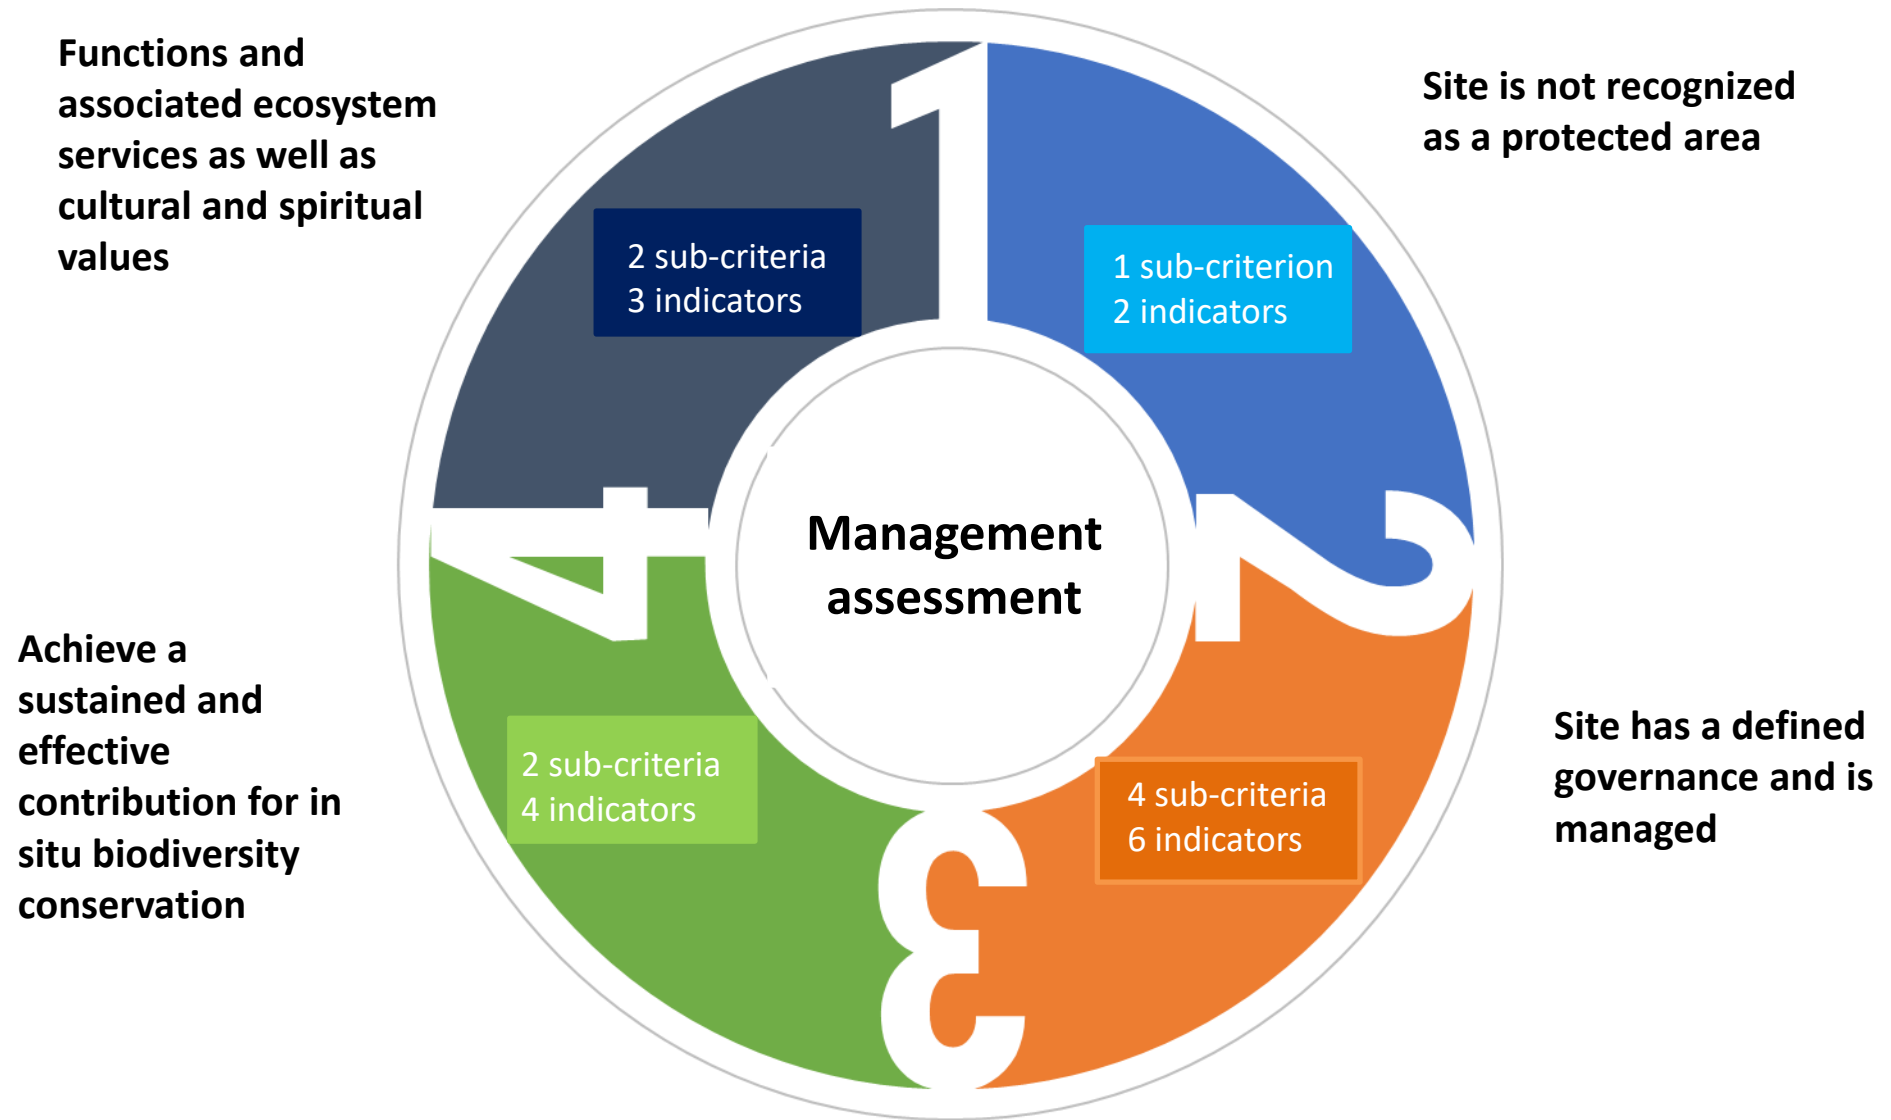 Functions and
associated ecosystem
services as well as
cultural and spiritual
values
1
Site is not recognized
as a protected area
2 sub-criteria
3 indicators
1 sub-criterion
2 indicators
4
2
Management
assessment
Achieve a
sustained and
effective
contribution for in
situ biodiversity
conservation
2 sub-criteria
4 indicators
4 sub-criteria
6 indicators
Site has a defined
governance and is
managed
3